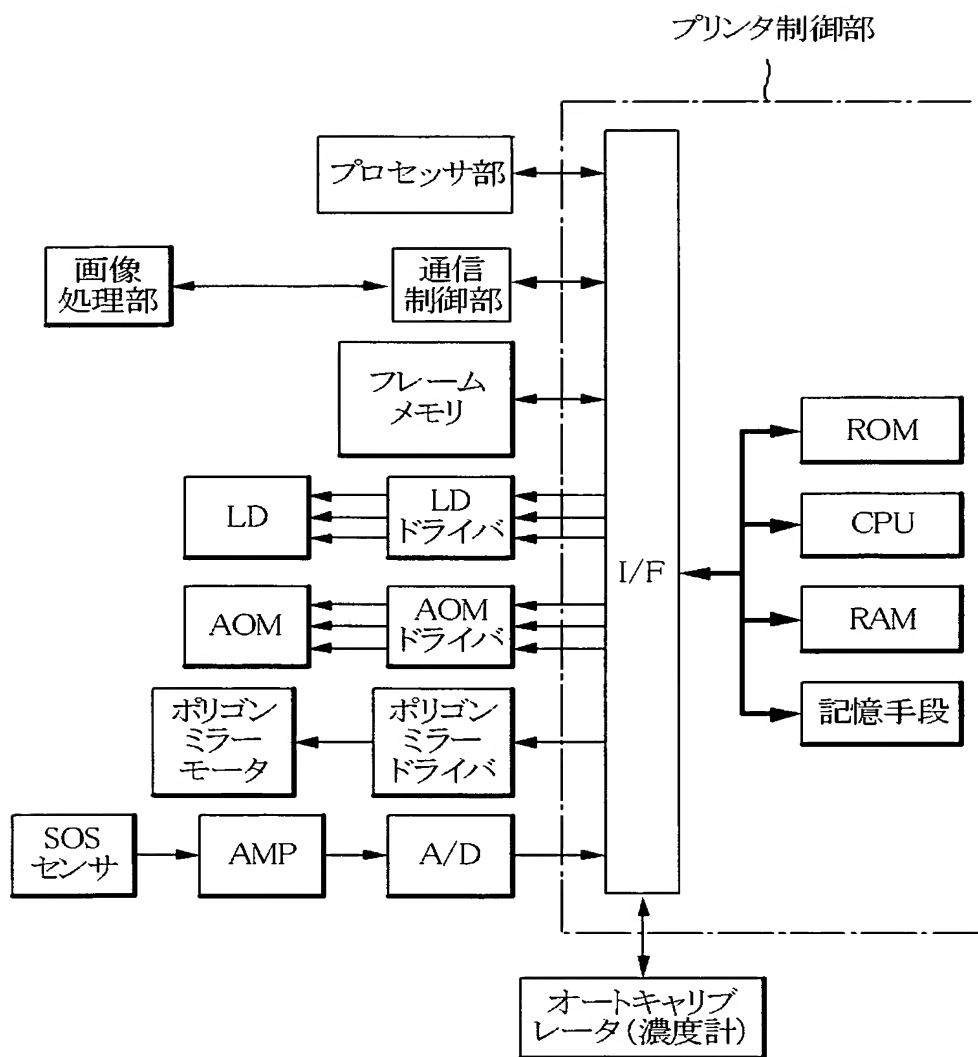 プリンタ制御部
プロセッサ部
画像
処理部
通信
制御部
フレーム
メモリ
ROM
LD
LD
ドライバ
CPU
I/F
AOM
AOM
ドライバ
RAM
ポリゴン
ミラー
モータ
ポリゴン
ミラー
ドライバ
記憶手段
SOS
センサ
AMP
A/D
オートキャリブ
レータ(濃度計)